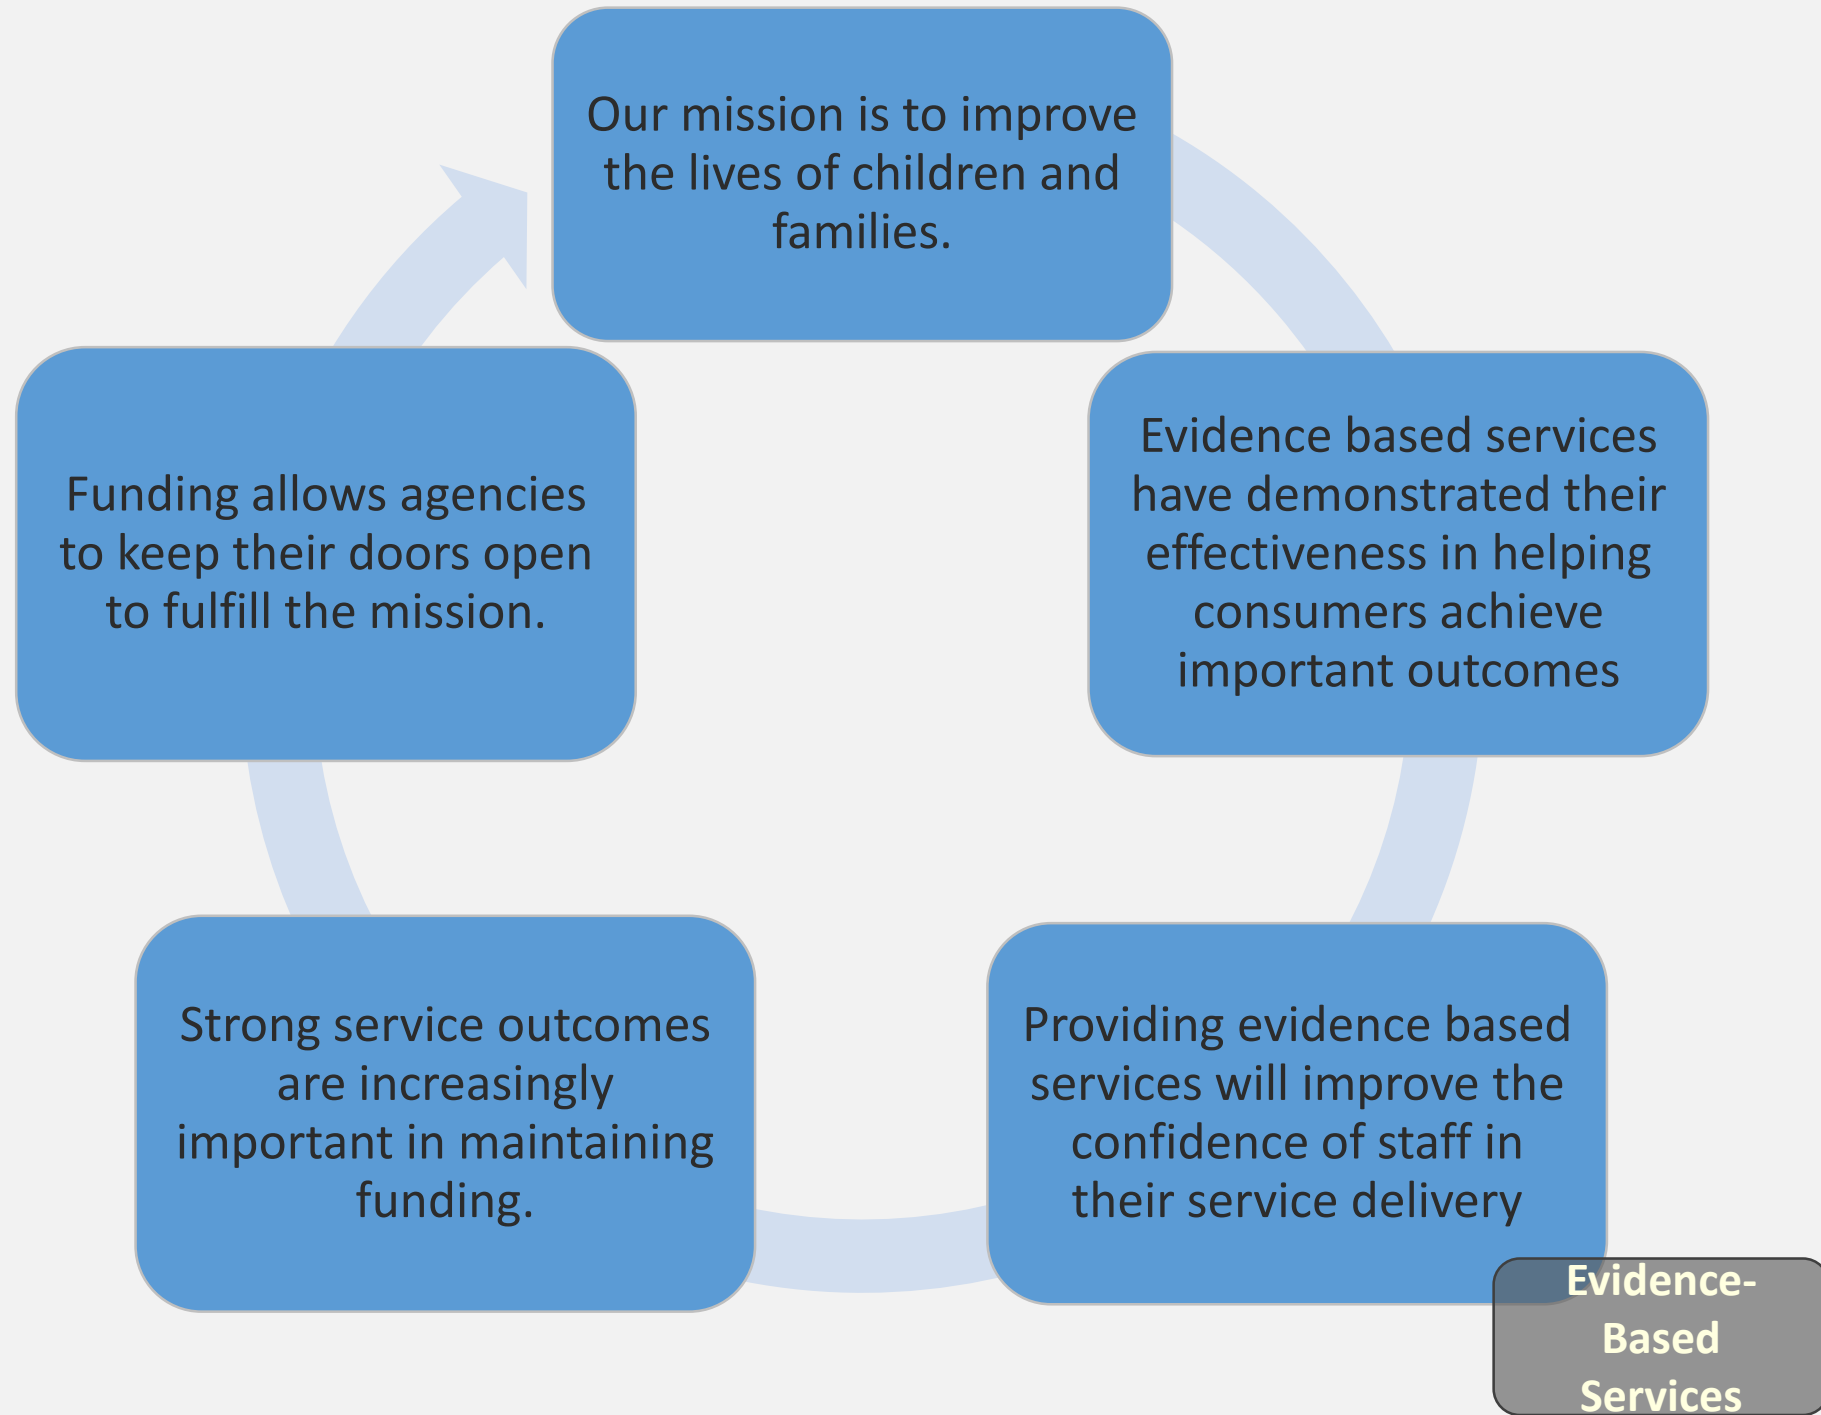 Our mission is to improve
the lives of children and
families.
Evidence based services
have demonstrated their
effectiveness in helping
consumers achieve
important outcomes
Providing evidence based
services will improve the
confidence of staff in
their service delivery
Strong service outcomes
are increasingly
important in maintaining
funding.
Funding allows agencies
to keep their doors open
to fulfill the mission.
Evidence-
Based
Services